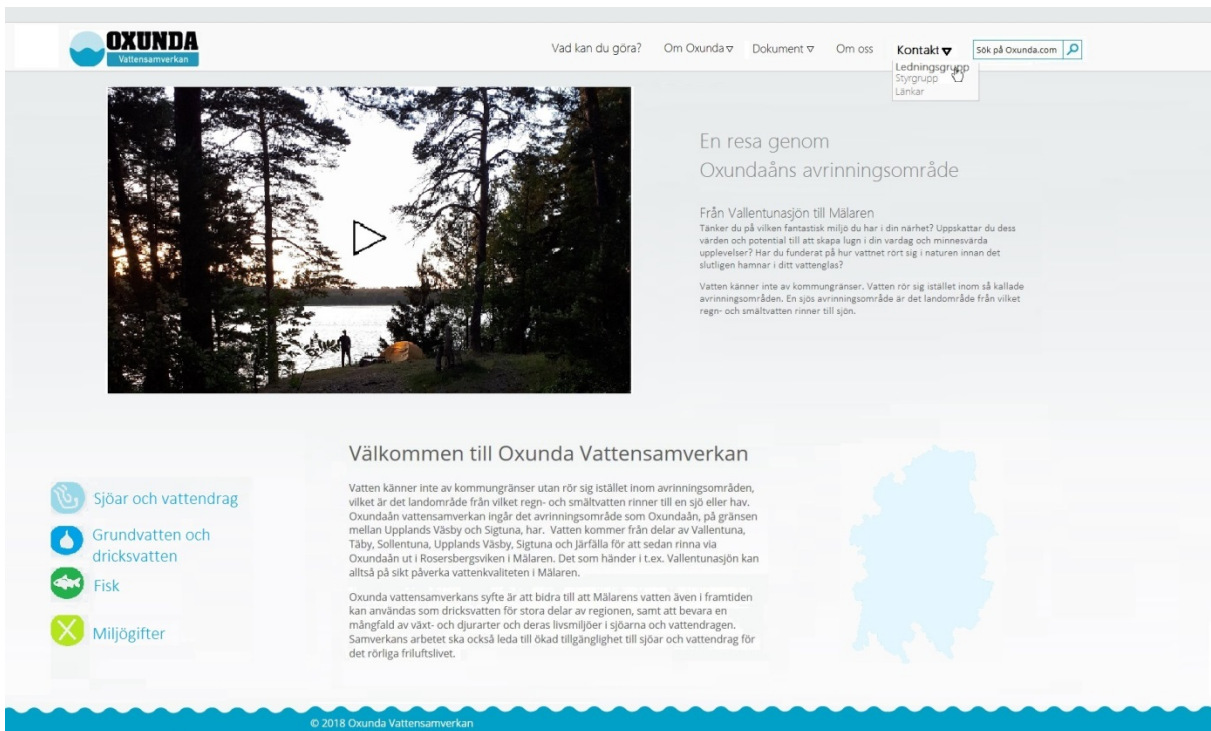 OXUNDA
Vattensamverkan
Vad kan du göra? Om Oxunda Dokument Om oss Kontakt Sök på Oxunda.com
Ledningsgrupp
Styrgrupp
Länkar
En resa genom
Oxundaåns avrinningsområde
Från Vallentunasjön till Mälaren
Tänker du på vilken fantastisk miljö du har i din närhet? Uppskattar du dess
värden och potential till att skapa lugn i din vardag och minnesvärda
upplevelser? Har du funderat på hur vattnet rört sig i naturen innan det
slutligen hamnar i ditt vattenglas?
Vatten känner inte av kommungränser. Vatten rör sig istället inom så kallade
avrinningsområden. En sjös avrinningsområde är det landområde från vilket
regn- och smältvatten rinner till sjön.
Sjöar och vattendrag
Grundvatten och
dricksvatten
Fisk
Miljögifter
Välkommen till Oxunda Vattensamverkan
Vatten känner inte av kommungränser utan rör sig istället inom avrinningsområden,
vilket är det landområde från vilket regn- och smältvatten rinner till en sjö eller hav.
Oxundaån vattensamverkan ingår det avrinningsområde som Oxundaån, på gränsen
mellan Upplands Väsby och Sigtuna, har. Vatten kommer från delar av Vallentuna,
Täby, Sollentuna, Upplands Väsby, Sigtuna och Järfälla för att sedan rinna via
Oxundaån ut i Rosersbergsviken i Mälaren. Det som händer i t.ex. Vallentunasjön kan
alltså på sikt påverka vattenkvaliteten i Mälaren.
Oxunda vattensamverkans syfte är att bidra till att Mälarens vatten även i framtiden
kan användas som dricksvatten för stora delar av regionen, samt att bevara en
mångfald av växt- och djurarter och deras livsmiljöer i sjöarna och vattendragen.
Samverkans arbetet ska också leda till ökad tillgänglighet till sjöar och vattendrag för
det rörliga friluftslivet.
© 2018 Oxunda Vattensamverkan